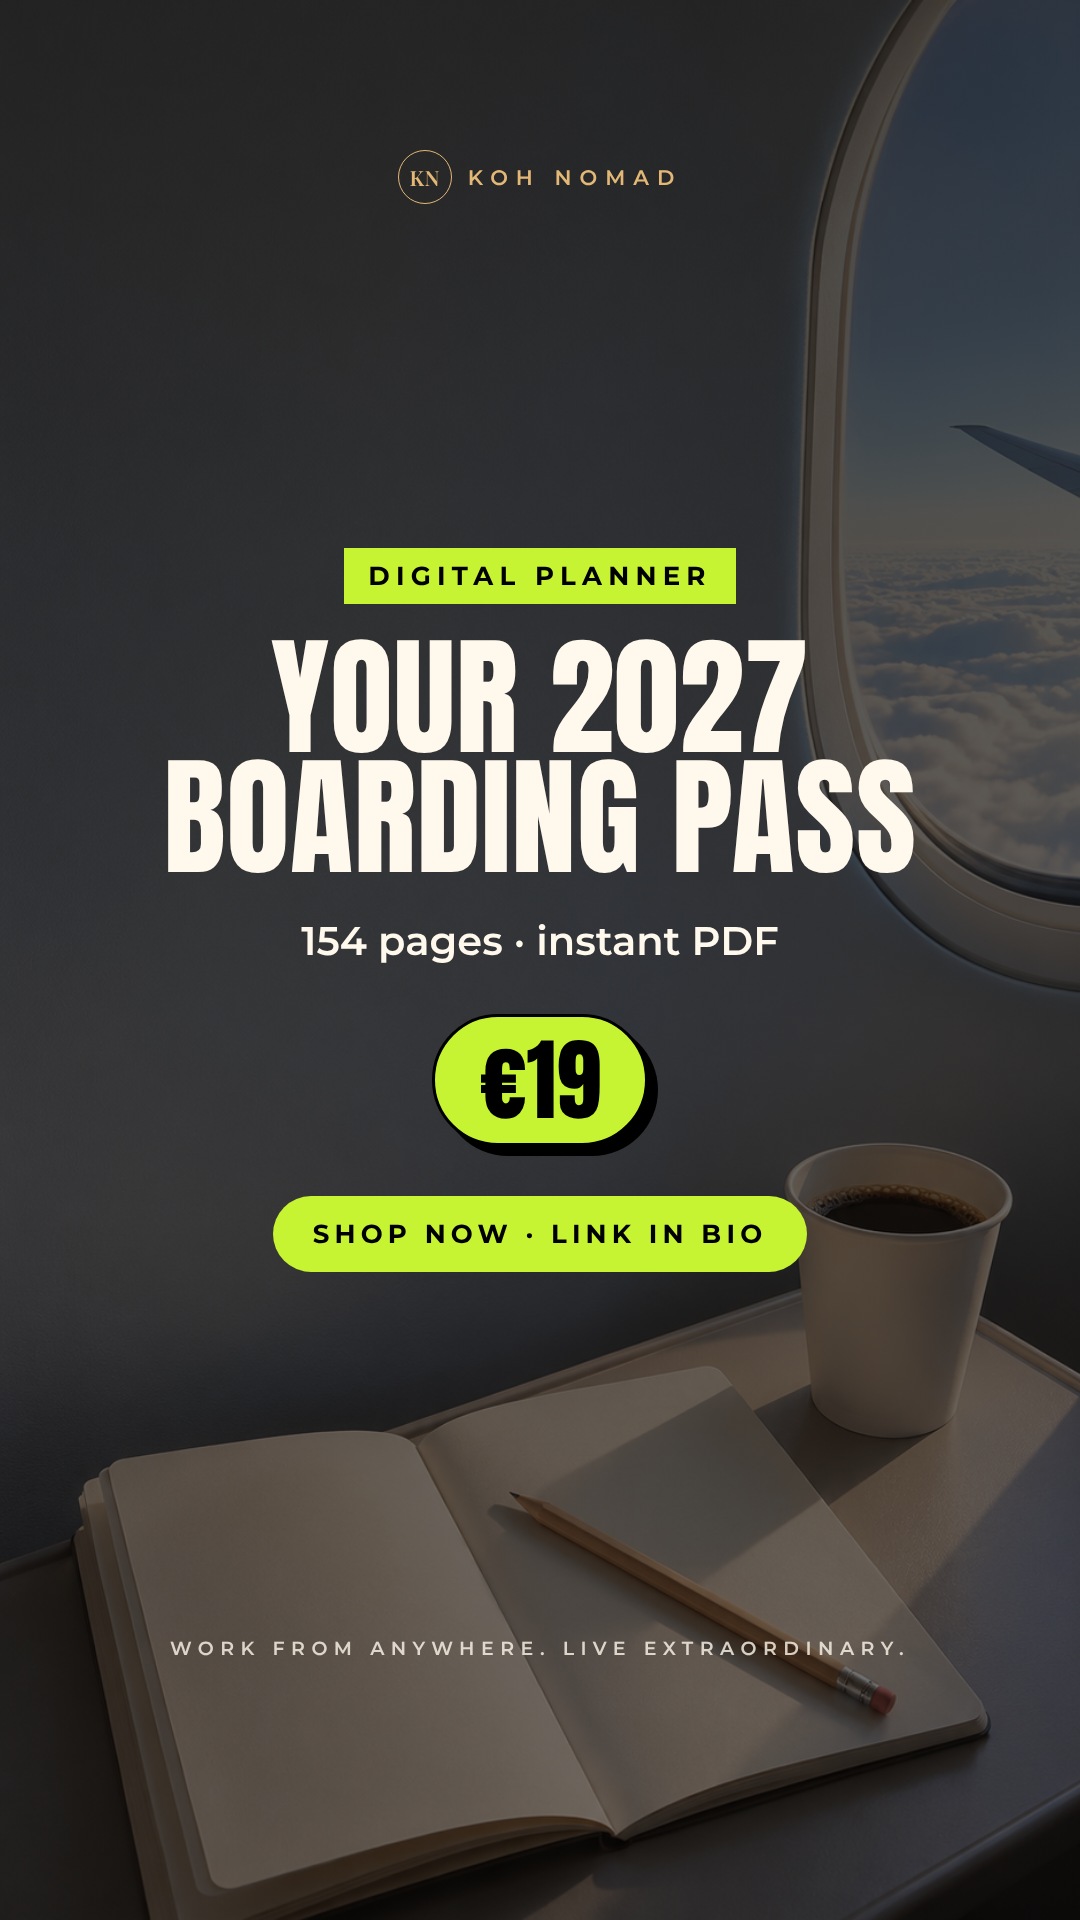 KN KOH NOMAD
DIGITAL PLANNER
YOUR 2027
BOARDING PASS
154 pages · instant PDF
€19
SHOP NOW · LINK IN BIO
WORK FROM ANYWHERE. LIVE EXTRAORDINARY.